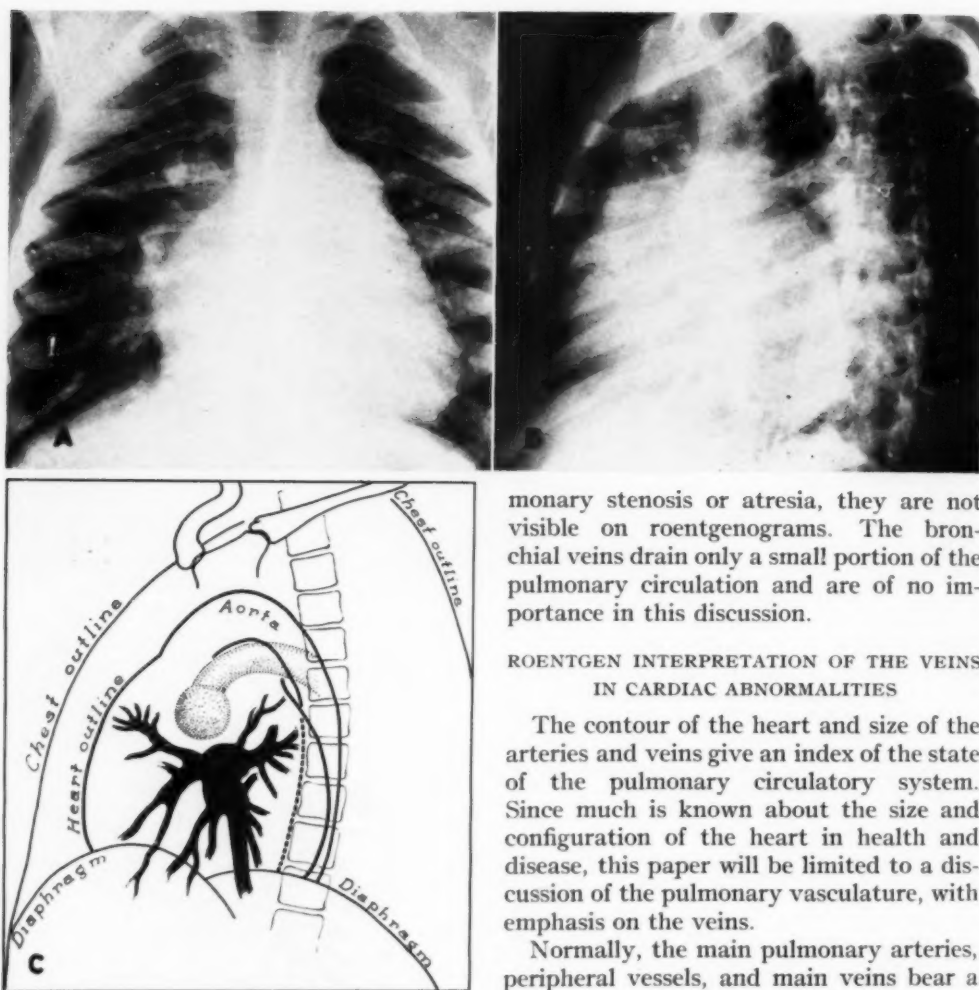 A
B
Chest outline
Chest outline
Aorta
Heart outline
Diaphragm
Diaphragm
C
monary stenosis or atresia, they are not
visible on roentgenograms. The bron-
chial veins drain only a small portion of the
pulmonary circulation and are of no im-
portance in this discussion.
ROENTGEN INTERPRETATION OF THE VEINS
IN CARDIAC ABNORMALITIES
The contour of the heart and size of the
arteries and veins give an index of the state
of the pulmonary circulatory system.
Since much is known about the size and
configuration of the heart in health and
disease, this paper will be limited to a dis-
cussion of the pulmonary vasculature, with
emphasis on the veins.
Normally, the main pulmonary arteries,
peripheral vessels, and main veins bear a